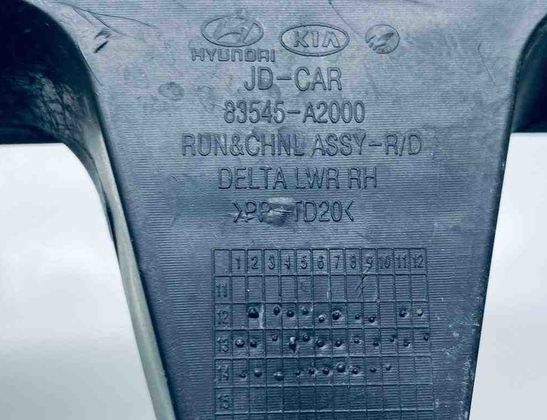 HYUNDAI KIA
JD-CAR
83545-A2000
RUN&CHNL ASSY-R/D
DELTA LWR RH
>PP-TD20<
1 2 3 4 5 6 7 8 9 10 11 12
11
12
13
14
15